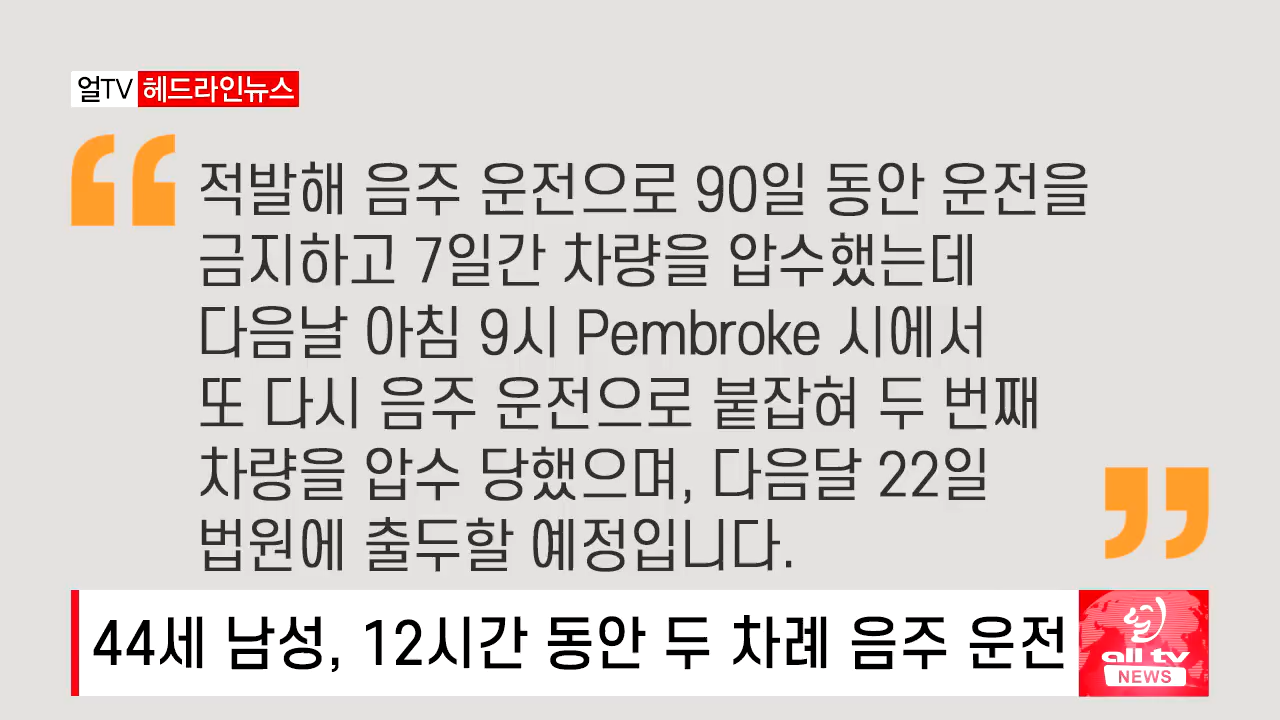 얼TV 헤드라인뉴스
적발해 음주 운전으로 90일 동안 운전을
금지하고 7일간 차량을 압수했는데
다음날 아침 9시 Pembroke 시에서
또 다시 음주 운전으로 붙잡혀 두 번째
차량을 압수 당했으며, 다음달 22일
법원에 출두할 예정입니다.
44세 남성, 12시간 동안 두 차례 음주 운전
얼
all tv
NEWS